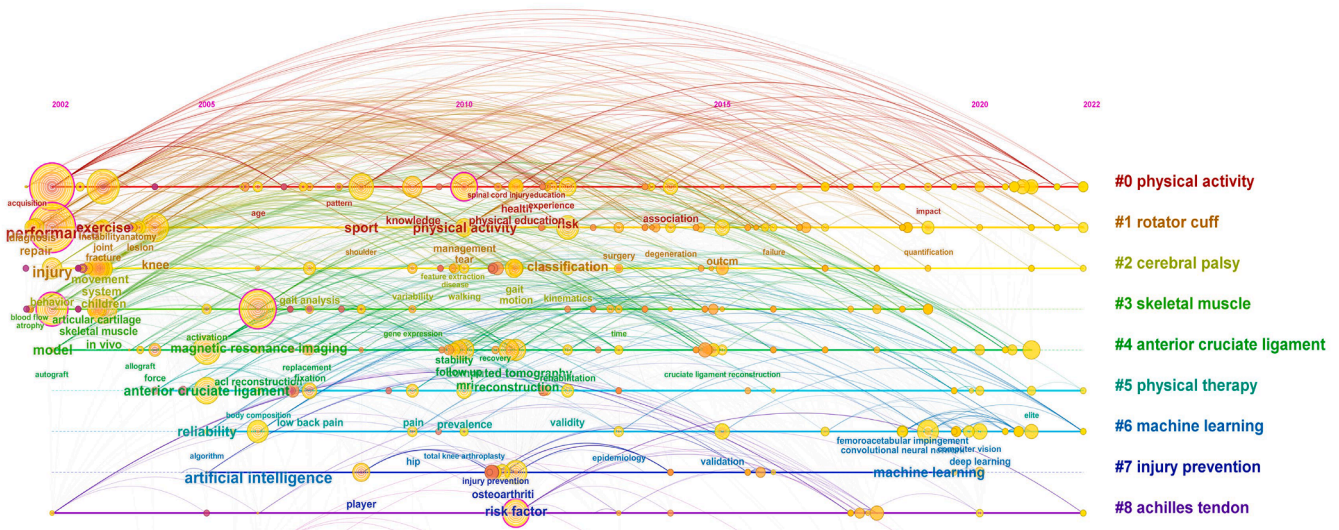 2002 2005 2010 2015 2020 2022
#0 physical activity
acquisition
pattern
spinal cord injury
education
age
health
experience
impact
#1 rotator cuff
performan
exercise
sport
knowledge
physical education
physical activity
risk
association
diagnosis
instability
anatomy
repair
joint
lesion
fracture
shoulder
management
tear
surgery
degeneration
failure
quantification
#2 cerebral palsy
injury
knee
classification
outcm
movement
system
feature extraction
disease
gait
behavior
children
gait analysis
variability
walking
motion
kinematics
#3 skeletal muscle
blood flow
atrophy
articular cartilage
skeletal muscle
in vivo
activation
gene expression
time
#4 anterior cruciate ligament
model
magnetic resonance imaging
stability
recovery
autograft
allograft
force
replacement
fixation
follow up
computed tomography
rehabilitation
cruciate ligament reconstruction
acl reconstruction
anterior cruciate ligament
mri
reconstruction
#5 physical therapy
body composition
low back pain
pain
prevalence
validity
elite
reliability
#6 machine learning
femoroacetabular impingement
convolutional neural network
computer vision
algorithm
hip
total knee arthroplasty
epidemiology
validation
deep learning
artificial intelligence
machine learning
#7 injury prevention
injury prevention
osteoarthriti
player
risk factor
#8 achilles tendon